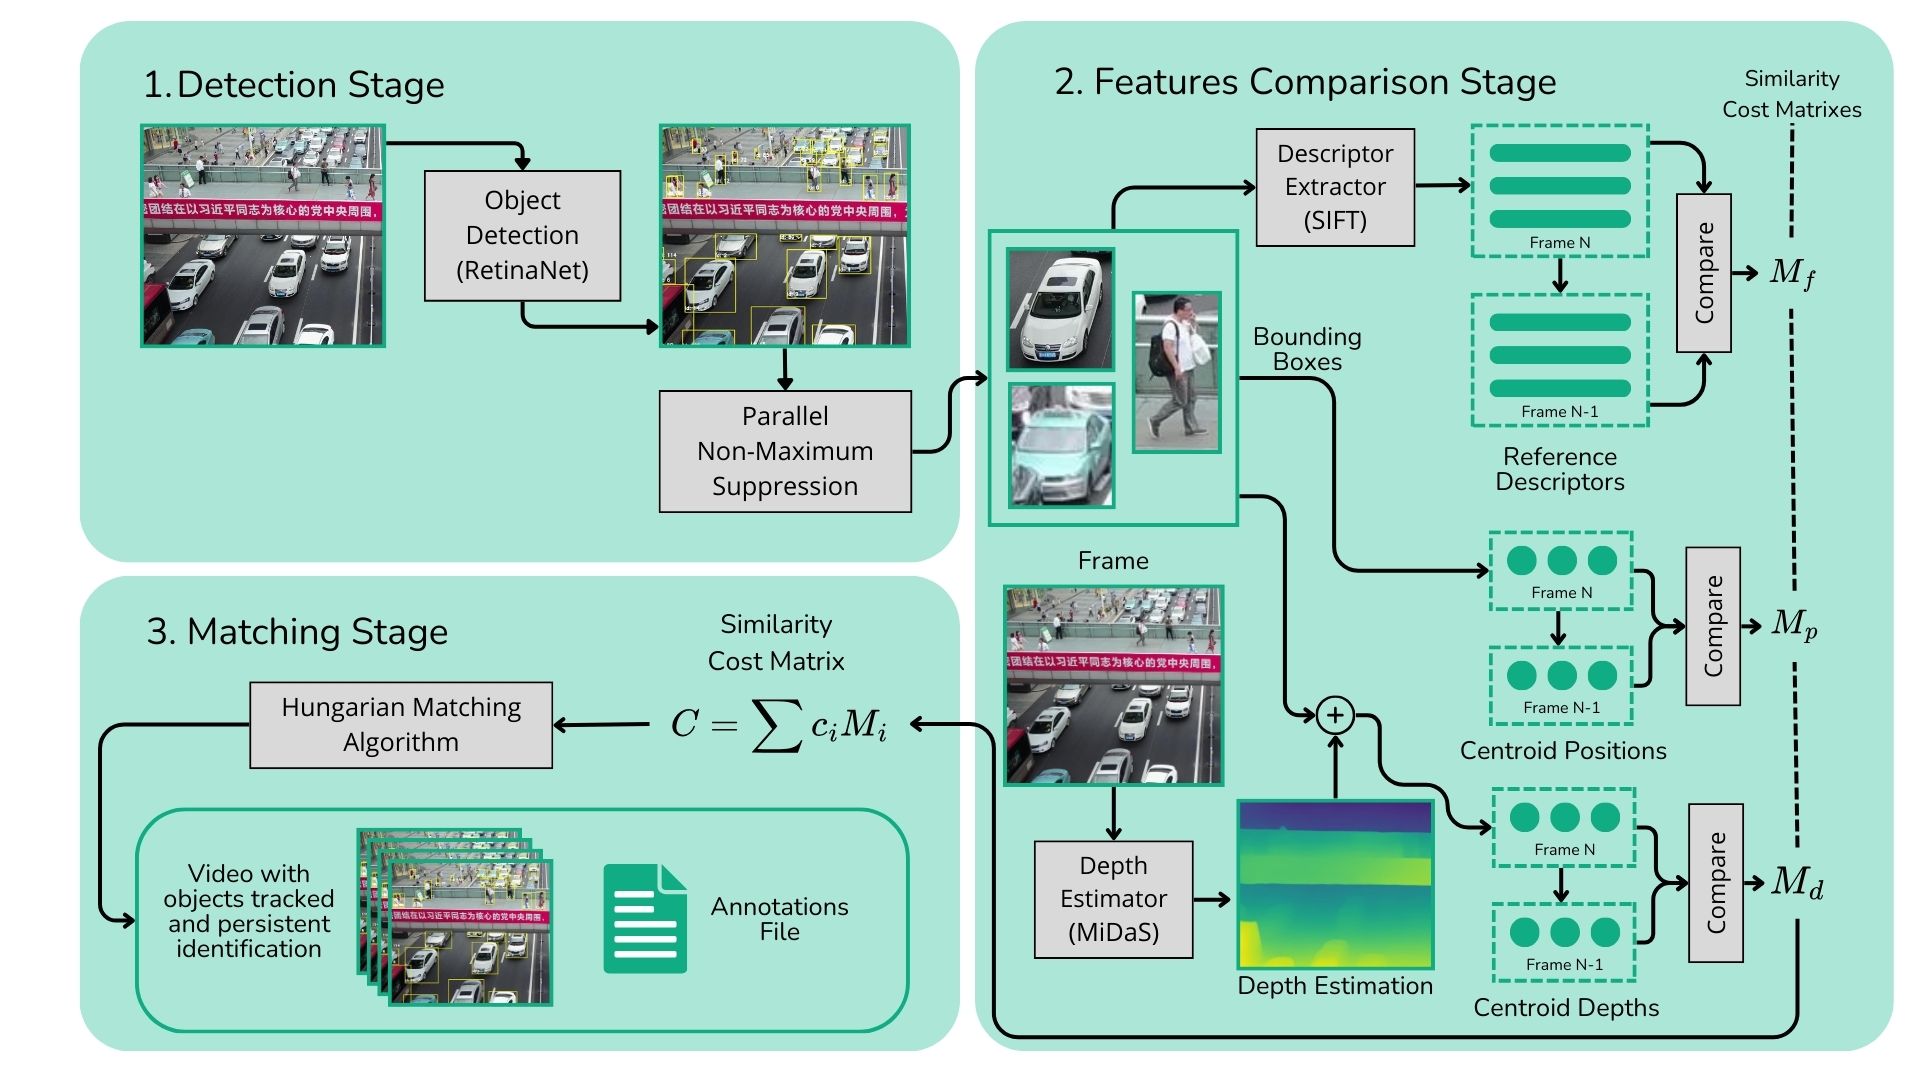 1. Detection Stage
团结在以习近平同志为核心的党中央周围,
Object
Detection
(RetinaNet)
团结在以习近平同志为核心的党中央周围,
Parallel
Non-Maximum
Suppression
2. Features Comparison Stage
Similarity
Cost Matrixes
Descriptor
Extractor
(SIFT)
Frame N
Frame N-1
Reference
Descriptors
Compare
M_f
Bounding
Boxes
Frame
团结在以习近平同志为核心的党中央周围,
Depth
Estimator
(MiDaS)
Depth Estimation
+
Frame N
Frame N-1
Centroid Positions
Compare
M_p
Frame N
Frame N-1
Centroid Depths
Compare
M_d
3. Matching Stage
Similarity
Cost Matrix
C = ∑ c_i M_i
Hungarian Matching
Algorithm
Video with
objects tracked
and persistent
identification
团结在以习近平同志为核心的党中央周围,
Annotations
File